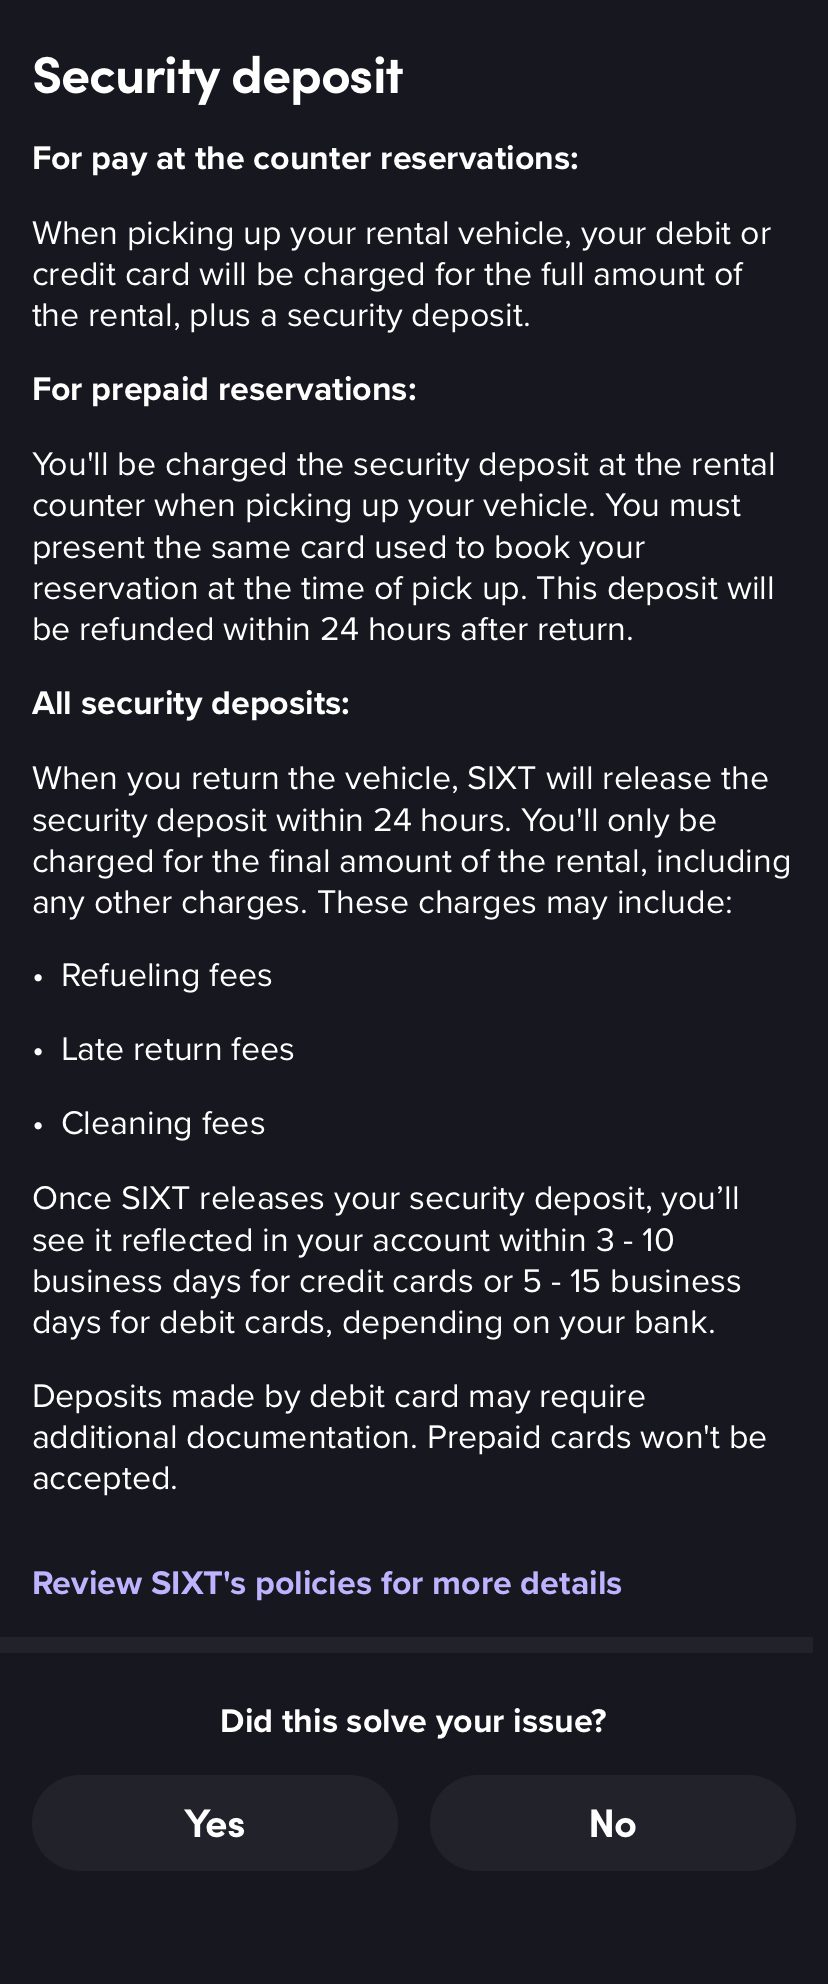 Security deposit
For pay at the counter reservations:
When picking up your rental vehicle, your debit or
credit card will be charged for the full amount of
the rental, plus a security deposit.
For prepaid reservations:
You'll be charged the security deposit at the rental
counter when picking up your vehicle. You must
present the same card used to book your
reservation at the time of pick up. This deposit will
be refunded within 24 hours after return.
All security deposits:
When you return the vehicle, SIXT will release the
security deposit within 24 hours. You'll only be
charged for the final amount of the rental, including
any other charges. These charges may include:
• Refueling fees
• Late return fees
• Cleaning fees
Once SIXT releases your security deposit, you’ll
see it reflected in your account within 3 - 10
business days for credit cards or 5 - 15 business
days for debit cards, depending on your bank.
Deposits made by debit card may require
additional documentation. Prepaid cards won't be
accepted.
Review SIXT's policies for more details
Did this solve your issue?
Yes
No